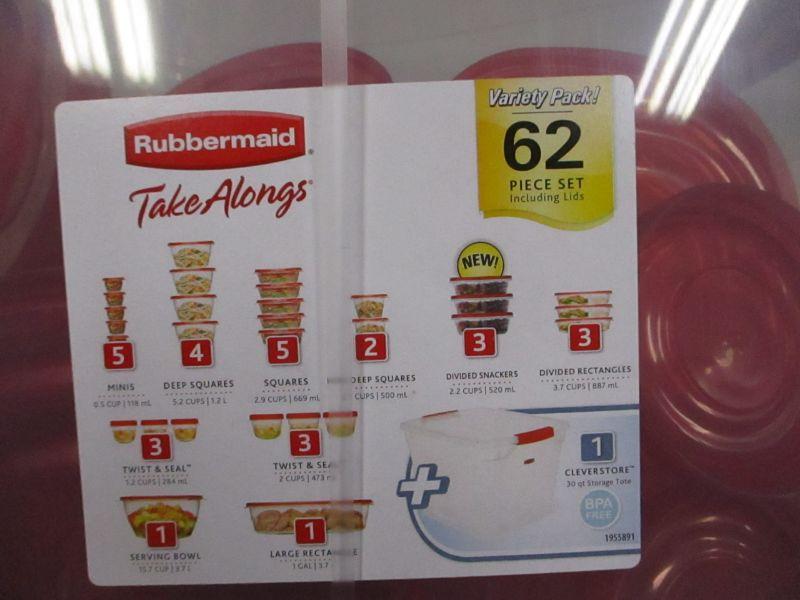 Rubbermaid®
TakeAlongs®
Variety Pack!
62
PIECE SET
Including Lids
5
MINIS
0.5 CUP | 118 mL
4
DEEP SQUARES
5.2 CUPS | 1.2 L
5
SQUARES
2.9 CUPS | 669 mL
2
DEEP SQUARES
CUPS | 500 mL
NEW!
3
DIVIDED SNACKERS
2.2 CUPS | 520 mL
3
DIVIDED RECTANGLES
3.7 CUPS | 887 mL
3
TWIST & SEAL™
1.2 CUPS | 284 mL
3
TWIST & SEA
2 CUPS | 473 m
1
SERVING BOWL
15.7 CUP | 3.7 L
1
LARGE RECTA E
1 GAL | 3.7
1
CLEVERSTORE™
30 qt Storage Tote
BPA
FREE
1955891